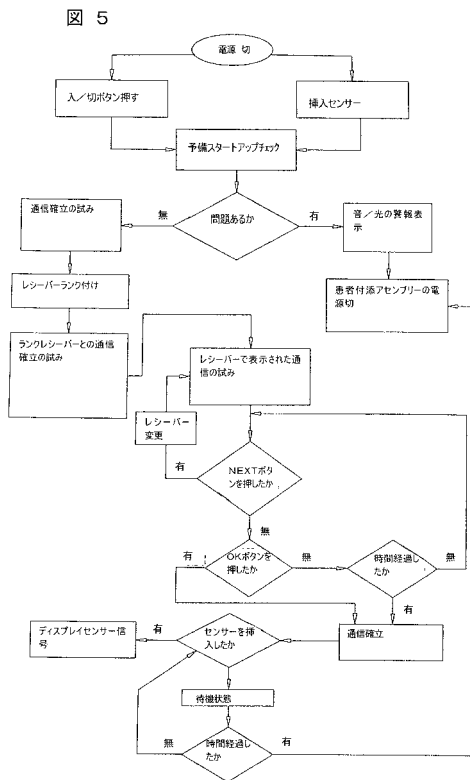 図 5
電源 切
入/切ボタン押す
挿入センサー
予備スタートアップチェック
問題あるか
無
有
通信確立の試み
音/光の警報表
示
レシーバーランク付け
患者付添アセンブリーの電
源切
ランクレシーバーとの通信
確立の試み
レシーバーで表示された通
信の試み
レシーバー
変更
有
NEXTボタ
ンを押したか
無
有
OKボタンを
押したか
無
時間経過し
たか
無
有
通信確立
ディスプレイセンサー信
号
有
センサーを挿
入したか
待機状態
無
時間経過し
たか
有